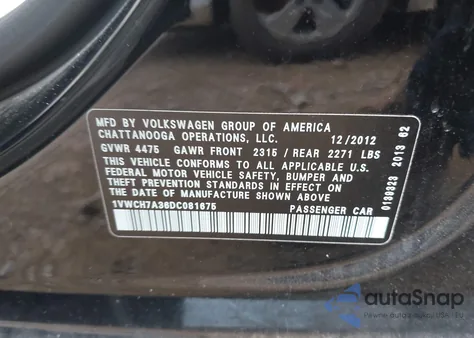 MFD BY VOLKSWAGEN GROUP OF AMERICA
CHATTANOOGA OPERATIONS, LLC. 12/2012
GVWR 4475 GAWR FRONT 2315 / REAR 2271 LBS
THIS VEHICLE CONFORMS TO ALL APPLICABLE U.S.
FEDERAL MOTOR VEHICLE SAFETY, BUMPER AND
THEFT PREVENTION STANDARDS IN EFFECT ON
THE DATE OF MANUFACTURE SHOWN ABOVE
1VWCH7A36DC081675 PASSENGER CAR
0139923 2013 62
autoSnap